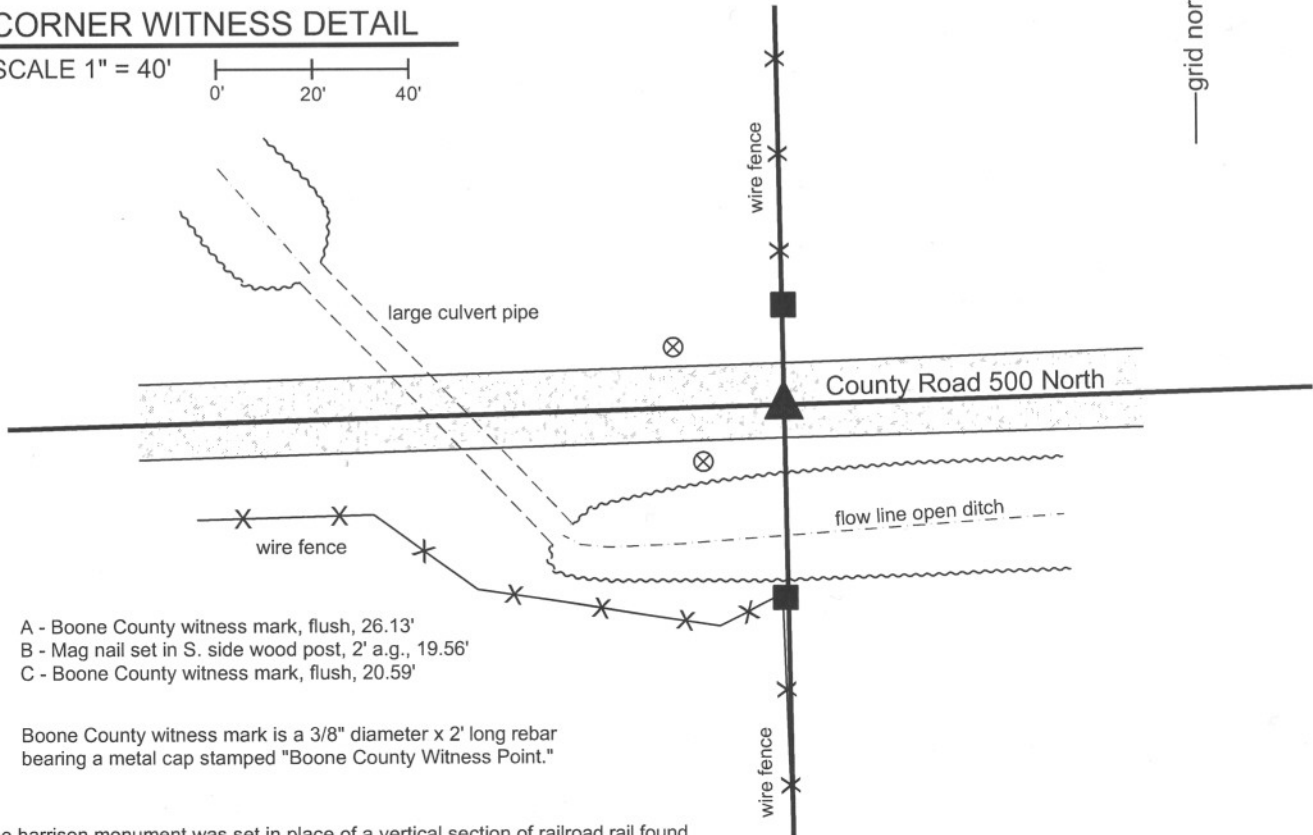 CORNER WITNESS DETAIL
SCALE 1" = 40'
0' 20' 40'
grid nor
wire fence
large culvert pipe
County Road 500 North
flow line open ditch
wire fence
A - Boone County witness mark, flush, 26.13'
B - Mag nail set in S. side wood post, 2' a.g., 19.56'
C - Boone County witness mark, flush, 20.59'
Boone County witness mark is a 3/8" diameter x 2' long rebar
bearing a metal cap stamped "Boone County Witness Point."
wire fence
harrison monument was set in place of a vertical section of railroad rail found